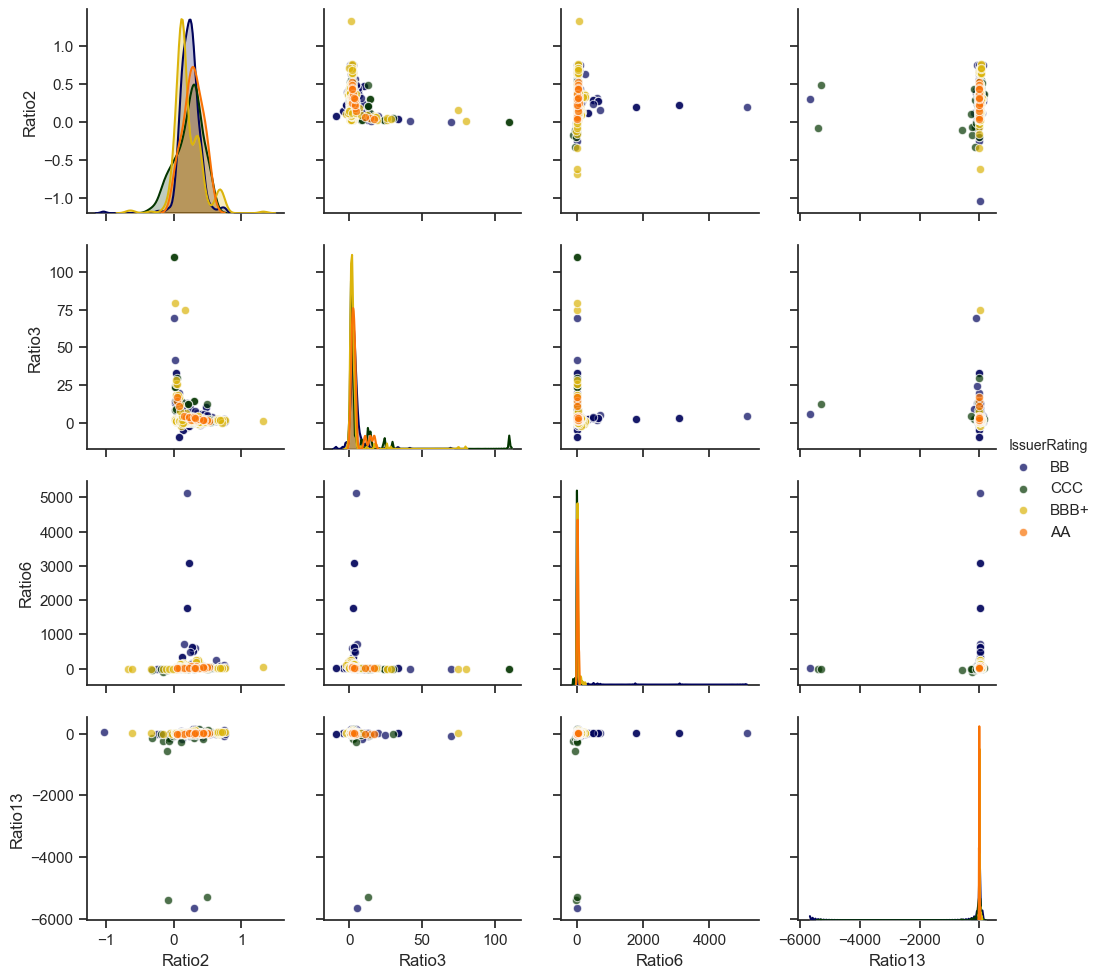 Ratio2
1.0
0.5
0.0
−0.5
−1.0
Ratio3
100
75
50
25
0
IssuerRating
BB
CCC
BBB+
AA
Ratio6
5000
4000
3000
2000
1000
0
Ratio13
0
−2000
−4000
−6000
−1 0 1
0 50 100
0 2000 4000
−6000 −4000 −2000 0
Ratio2 Ratio3 Ratio6 Ratio13